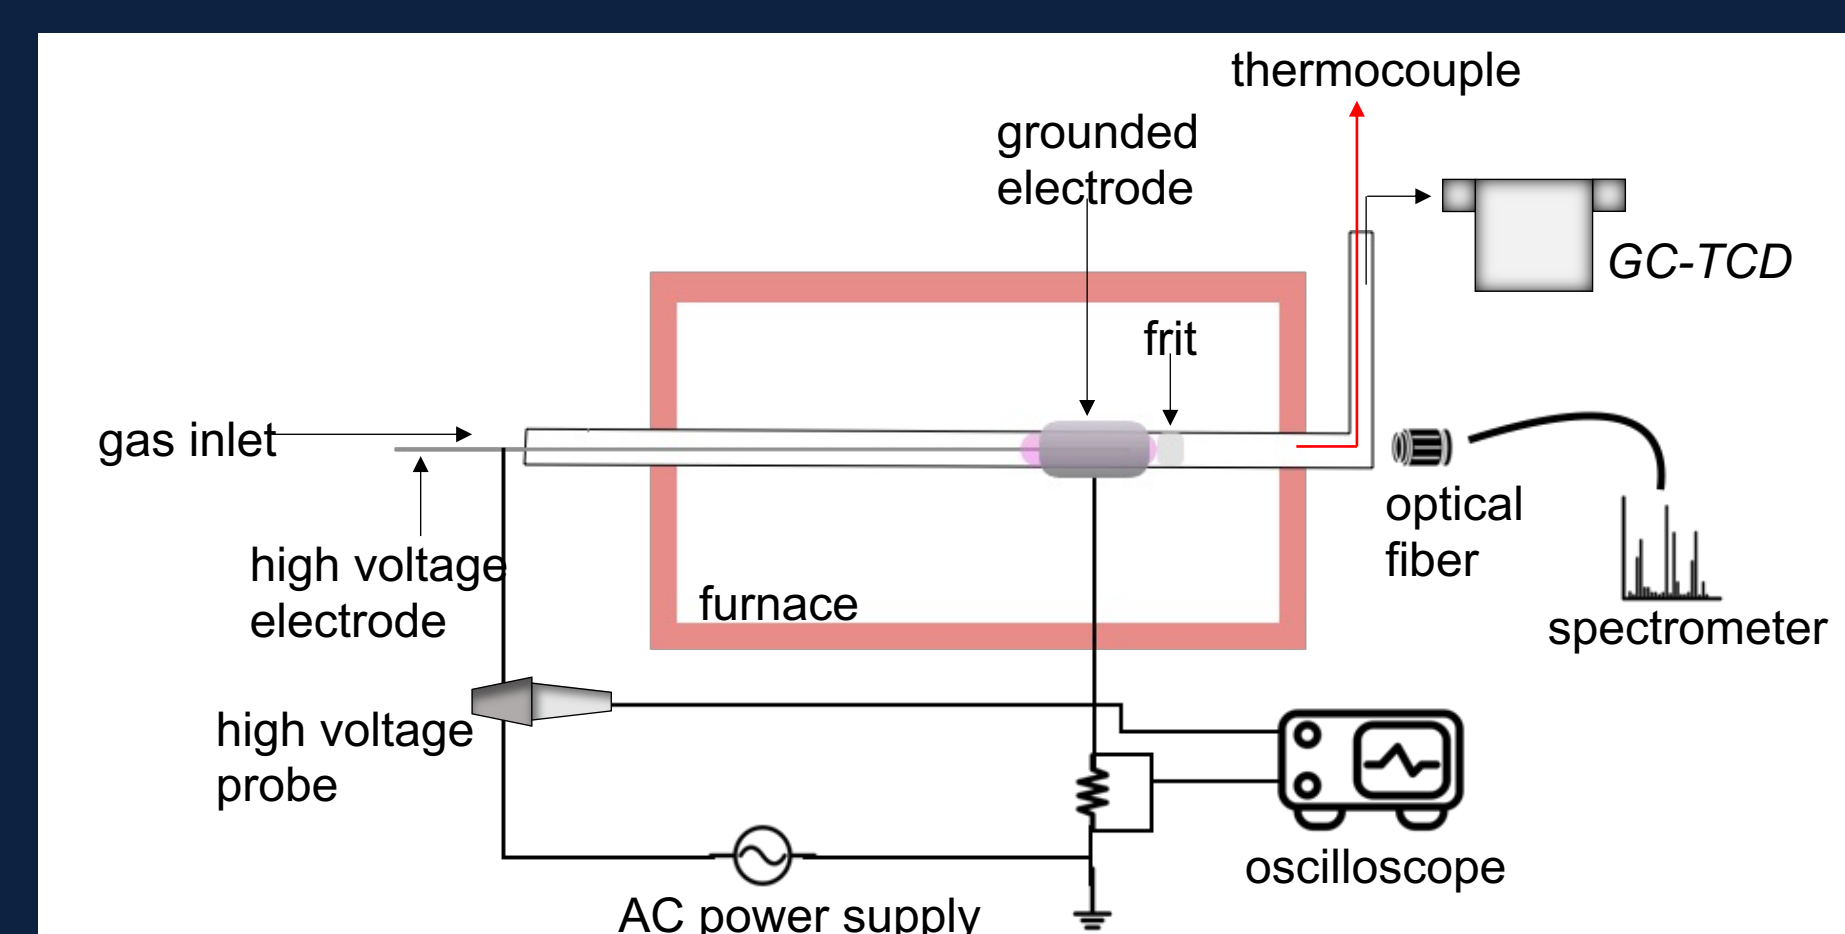 thermocouple
grounded
electrode
GC-TCD
frit
gas inlet
optical
fiber
high voltage
electrode
furnace
spectrometer
high voltage
probe
oscilloscope
AC power supply